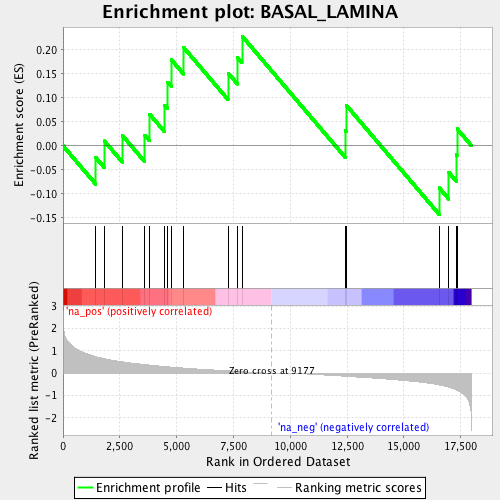 Enrichment plot: BASAL_LAMINA
Enrichment score (ES)
0.20
0.15
0.10
0.05
0.00
-0.05
-0.10
-0.15
'na_pos' (positively correlated)
Ranked list metric (PreRanked)
3
2
1
0
-1
-2
Zero cross at 9177
'na_neg' (negatively correlated)
0 2,500 5,000 7,500 10,000 12,500 15,000 17,500
Rank in Ordered Dataset
Enrichment profile Hits Ranking metric scores